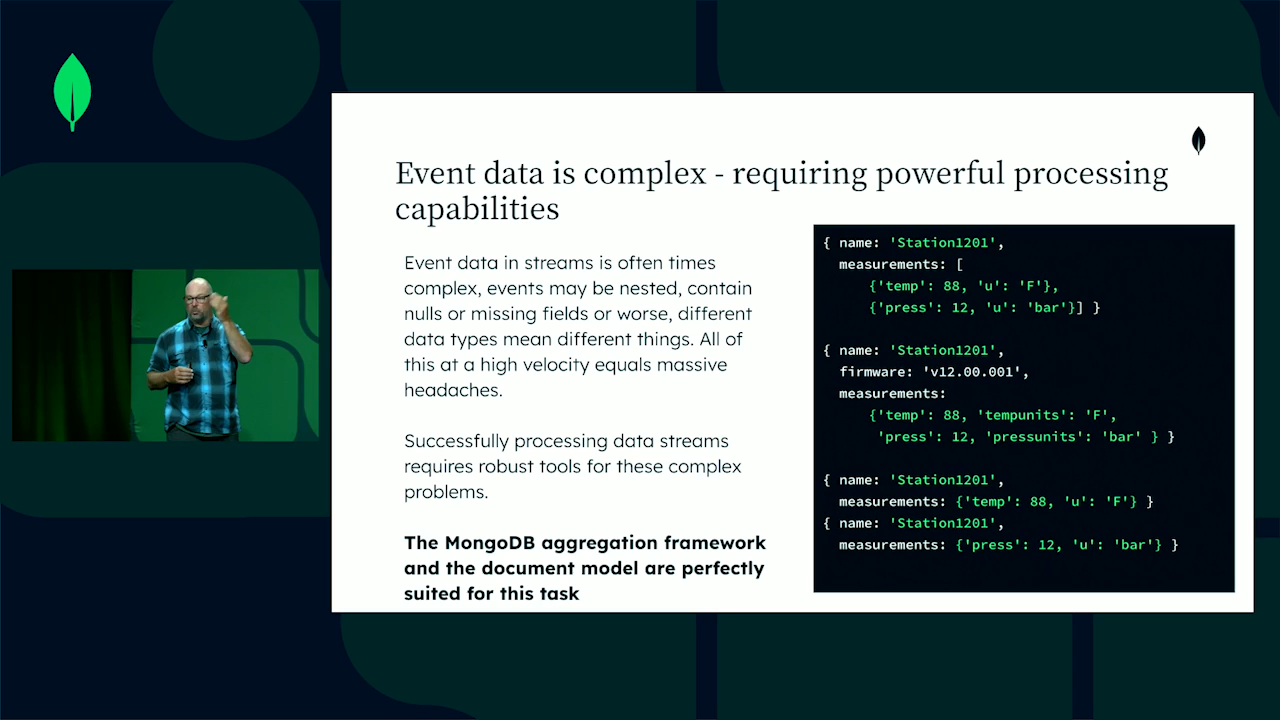 Event data is complex - requiring powerful processing
capabilities
Event data in streams is often times
complex, events may be nested, contain
nulls or missing fields or worse, different
data types mean different things. All of
this at a high velocity equals massive
headaches.
Successfully processing data streams
requires robust tools for these complex
problems.
The MongoDB aggregation framework
and the document model are perfectly
suited for this task
{ name: 'Station1201',
measurements: [
{'temp': 88, 'u': 'F'},
{'press': 12, 'u': 'bar'}] }
{ name: 'Station1201',
firmware: 'v12.00.001',
measurements:
{'temp': 88, 'tempunits': 'F',
'press': 12, 'pressunits': 'bar' } }
{ name: 'Station1201',
measurements: {'temp': 88, 'u': 'F'} }
{ name: 'Station1201',
measurements: {'press': 12, 'u': 'bar'} }